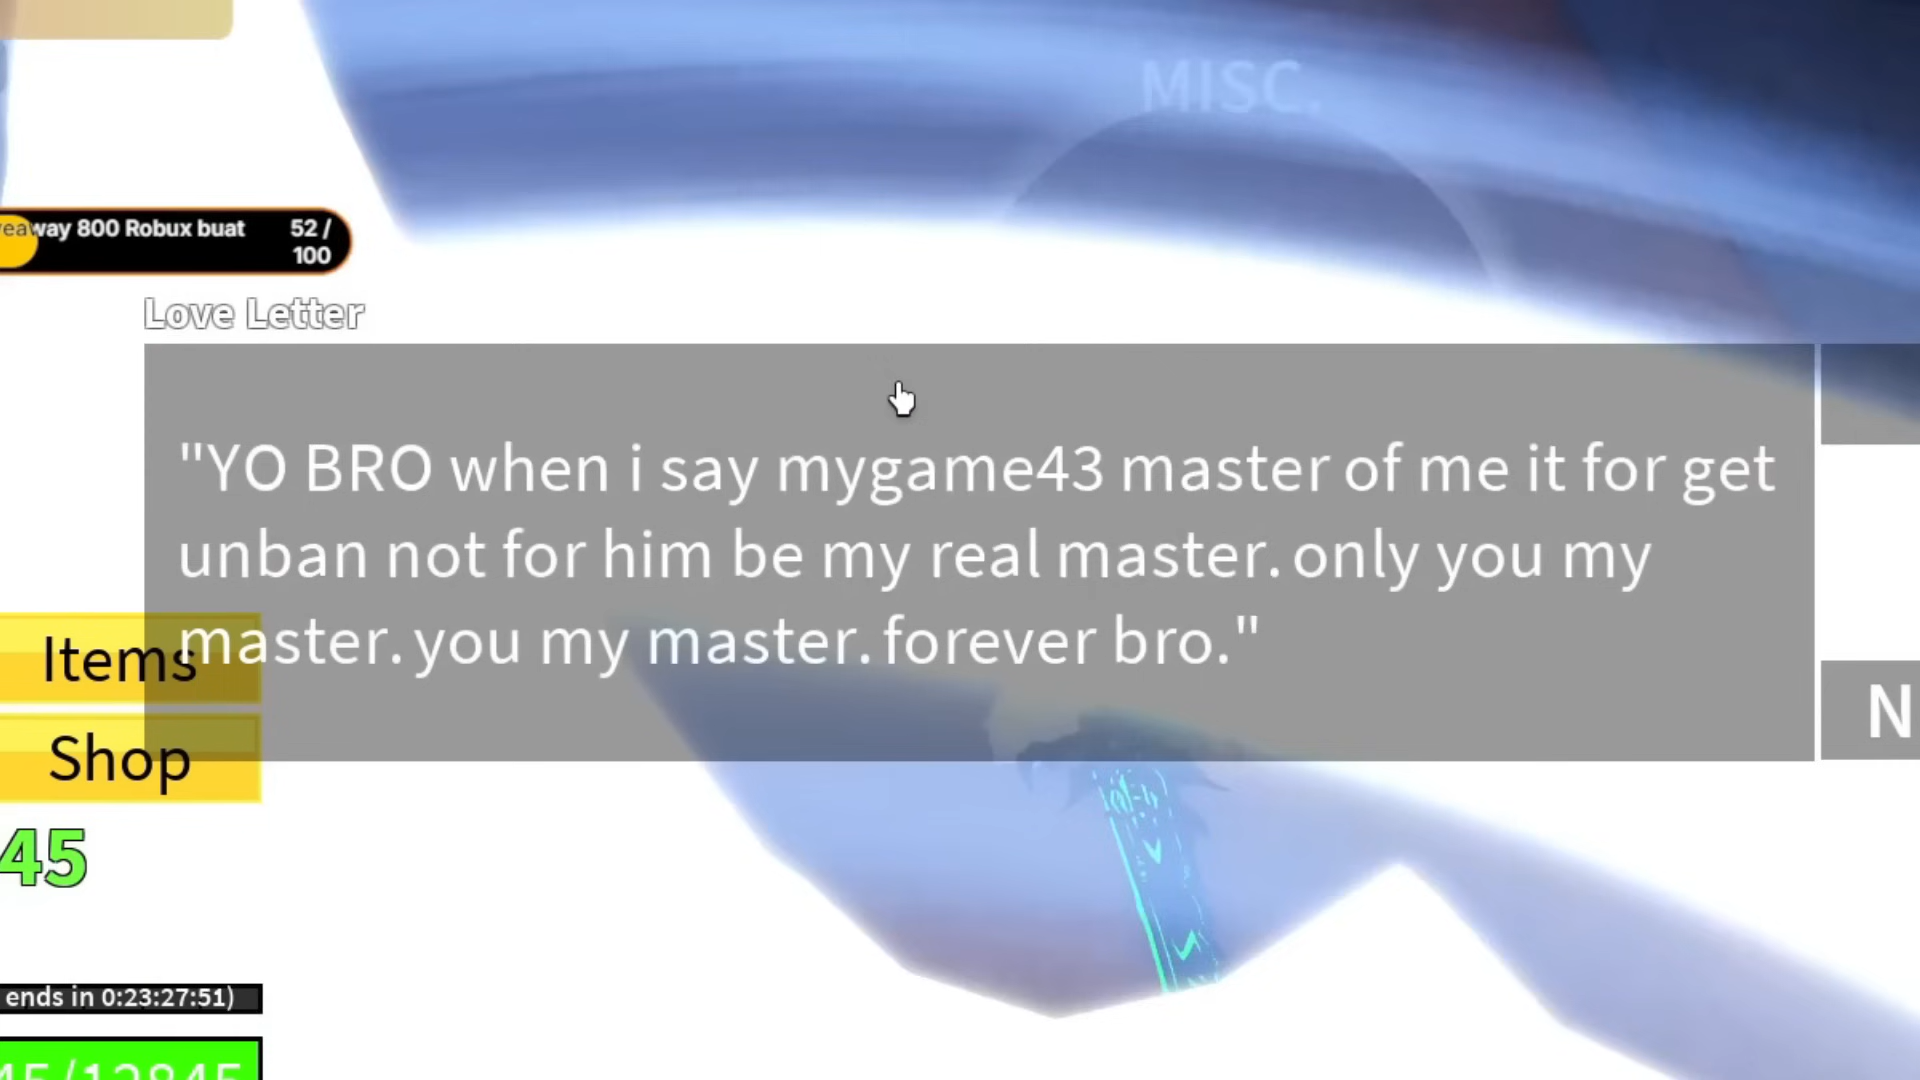 MISC.
way 800 Robux buat 52 /
100
Love Letter
"YO BRO when i say mygame43 master of me it for get
unban not for him be my real master. only you my
master. you my master. forever bro."
Items
Shop
N
45
ends in 0:23:27:51)
45/12845